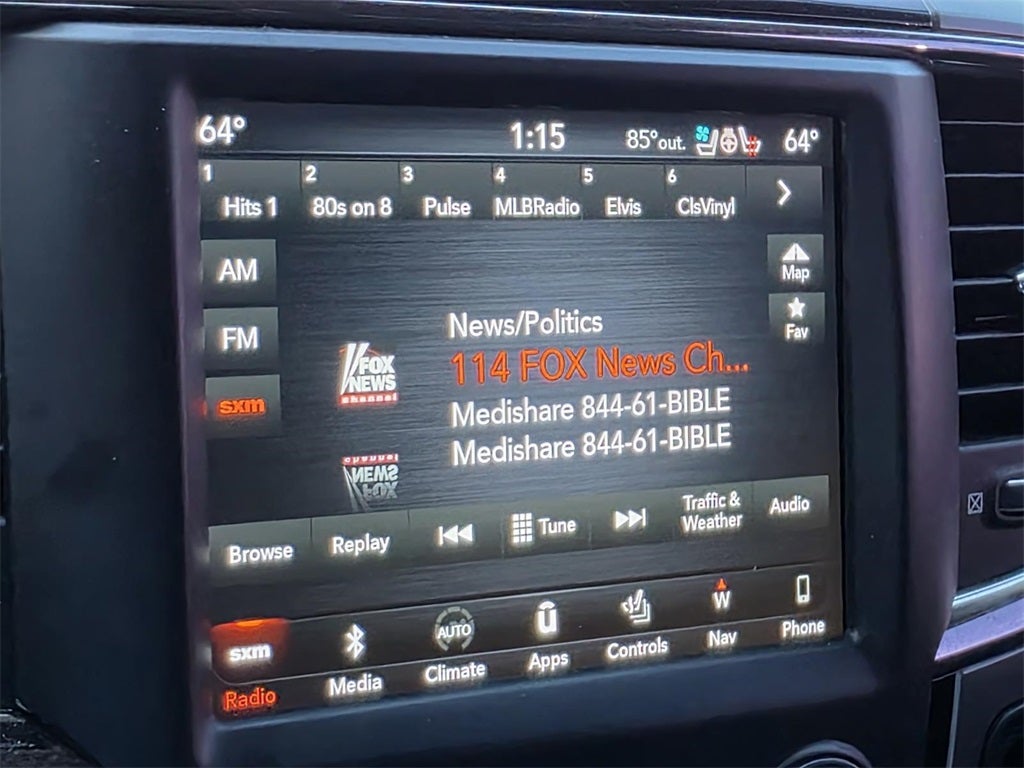 64°
1:15
85°out.
64°
1
Hits 1
2
80s on 8
3
Pulse
4
MLBRadio
5
Elvis
6
ClsVinyl
AM
FM
sxm
Map
Fav
FOX
NEWS
channel
News/Politics
114 FOX News Ch...
Medishare 844-61-BIBLE
Medishare 844-61-BIBLE
Browse
Replay
Tune
Traffic &
Weather
Audio
sxm
Radio
Media
AUTO
Climate
Apps
Controls
W
Nav
Phone